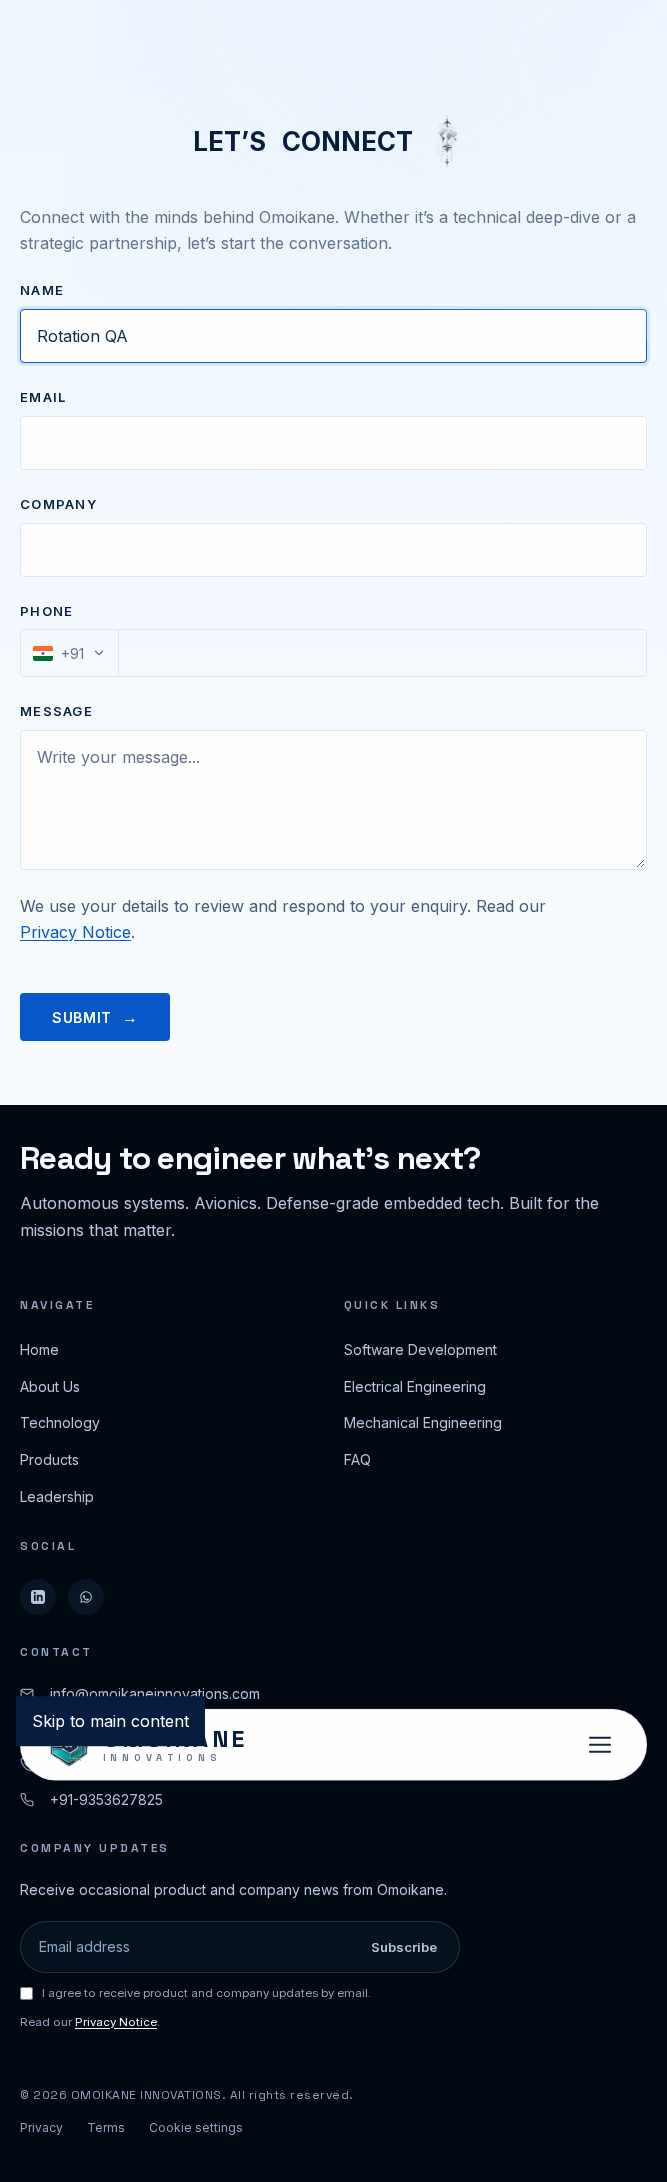 LET’S CONNECT
Connect with the minds behind Omoikane. Whether it’s a technical deep-dive or a
strategic partnership, let’s start the conversation.
NAME
Rotation QA
EMAIL
COMPANY
PHONE
+91
MESSAGE
Write your message...
We use your details to review and respond to your enquiry. Read our
Privacy Notice.
SUBMIT →
Ready to engineer what’s next?
Autonomous systems. Avionics. Defense-grade embedded tech. Built for the
missions that matter.
NAVIGATE
Home
About Us
Technology
Products
Leadership
QUICK LINKS
Software Development
Electrical Engineering
Mechanical Engineering
FAQ
SOCIAL
CONTACT
info@omoikaneinnovations.com
Skip to main content
INNOVATIONS
+91-9353627825
COMPANY UPDATES
Receive occasional product and company news from Omoikane.
Email address
Subscribe
I agree to receive product and company updates by email.
Read our Privacy Notice.
© 2026 OMOIKANE INNOVATIONS. All rights reserved.
Privacy Terms Cookie settings